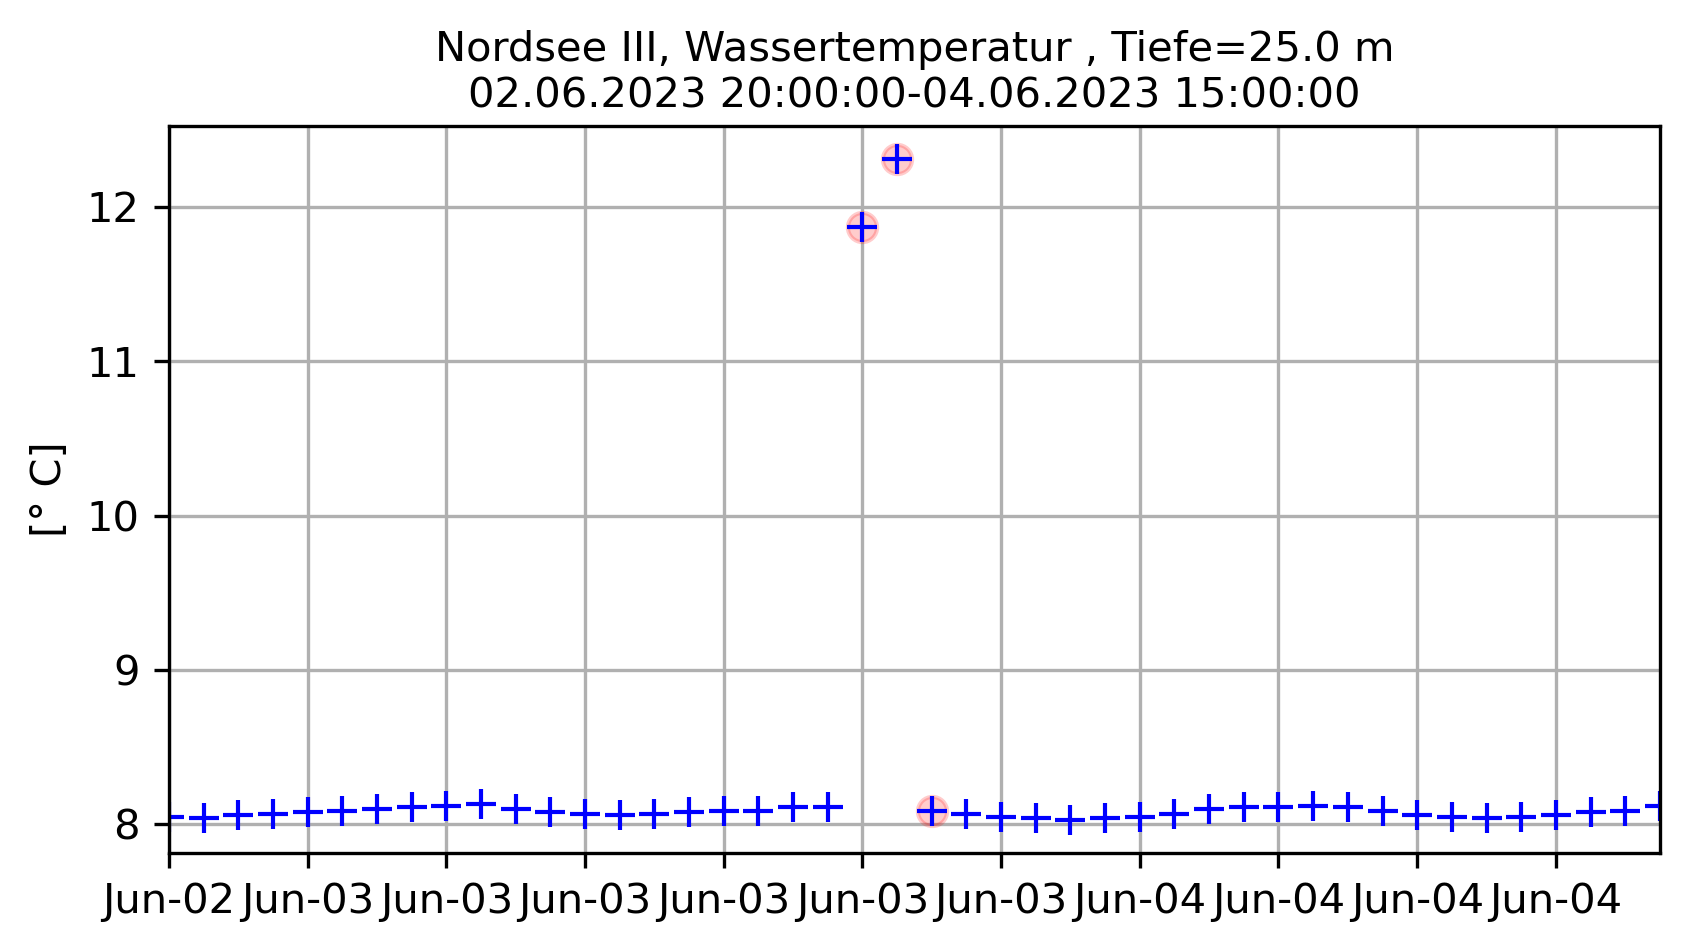 Nordsee III, Wassertemperatur , Tiefe=25.0 m
02.06.2023 20:00:00-04.06.2023 15:00:00
[° C]
12
11
10
9
8
Jun-02 Jun-03 Jun-03 Jun-03 Jun-03 Jun-03 Jun-03 Jun-04 Jun-04 Jun-04 Jun-04